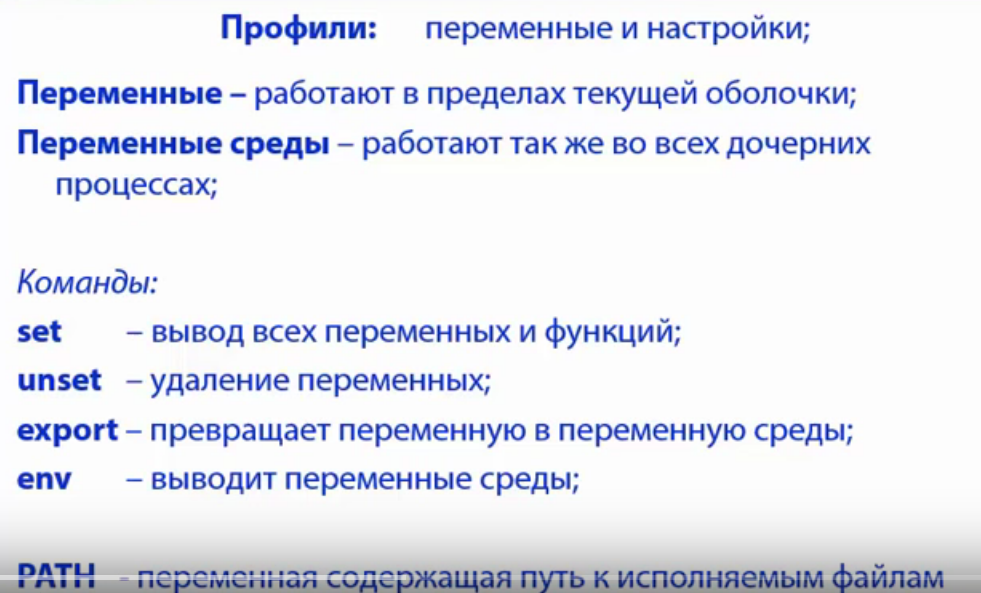 Профили: переменные и настройки;
Переменные – работают в пределах текущей оболочки;
Переменные среды – работают так же во всех дочерних
процессах;
Команды:
set – вывод всех переменных и функций;
unset – удаление переменных;
export – превращает переменную в переменную среды;
env – выводит переменные среды;
PATH - переменная содержащая путь к исполняемым файлам